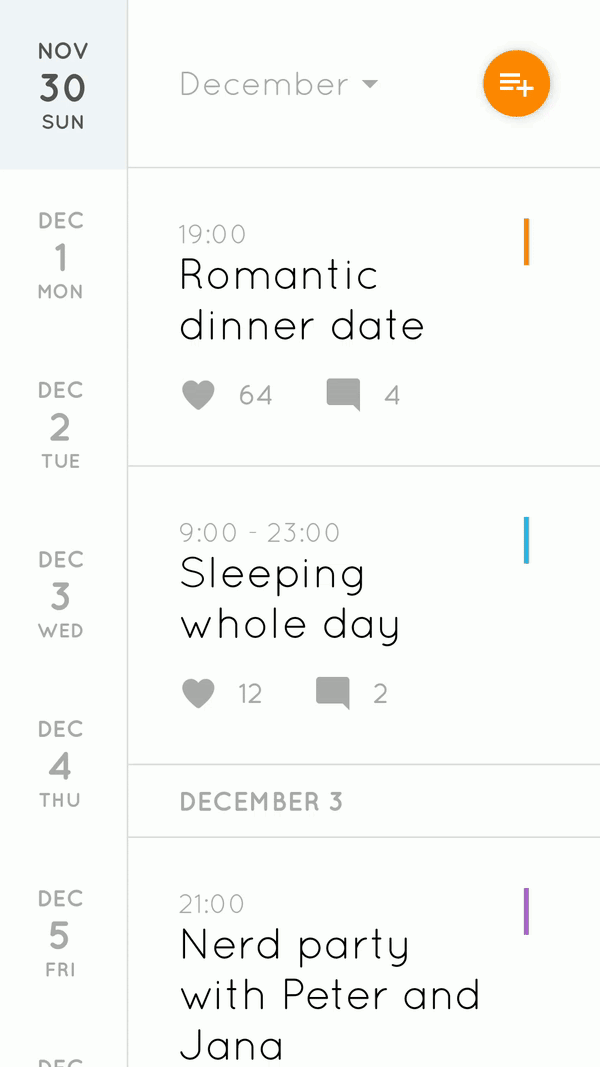 NOV
30
SUN
December
DEC
1
MON
DEC
2
TUE
DEC
3
WED
DEC
4
THU
DEC
5
FRI
DEC
19:00
Romantic
dinner date
64 4
9:00 - 23:00
Sleeping
whole day
12 2
DECEMBER 3
21:00
Nerd party
with Peter and
Jana